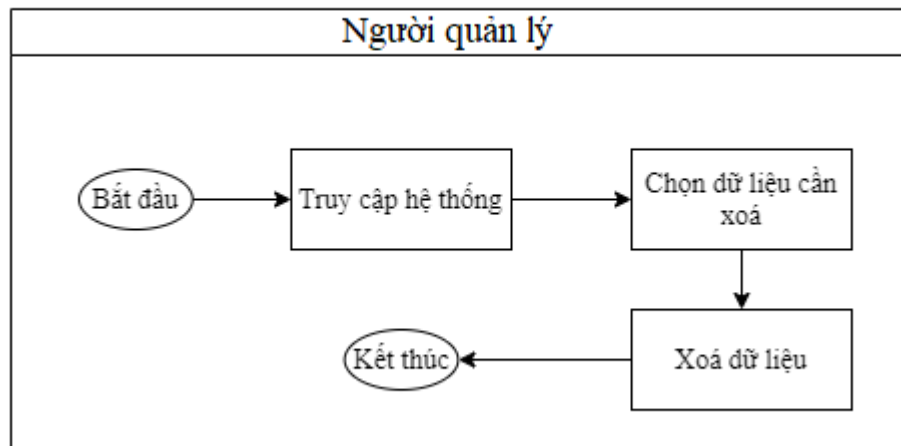 Người quản lý
Bắt đầu
Truy cập hệ thống
Chọn dữ liệu cần
xoá
Kết thúc
Xoá dữ liệu